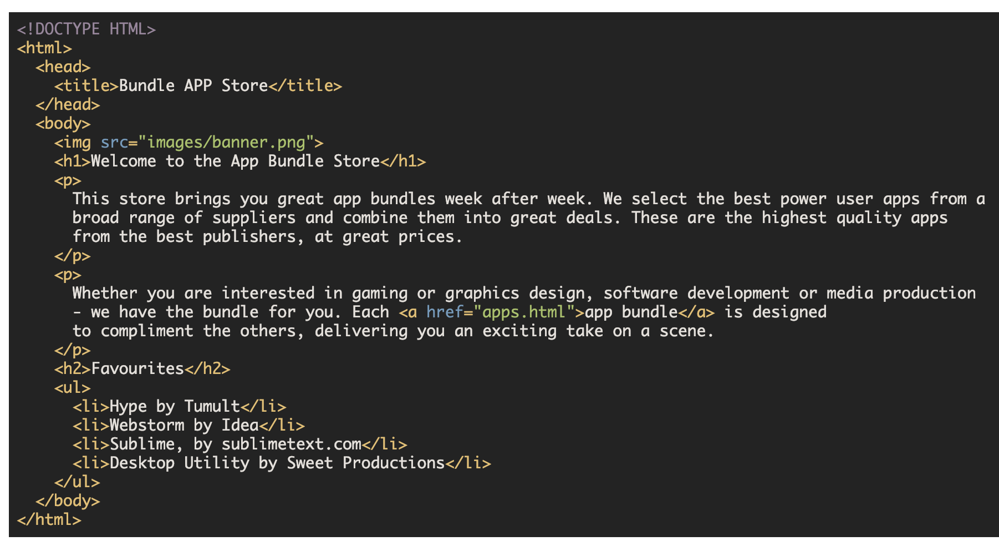 <!DOCTYPE HTML>
<html>
  <head>
    <title>Bundle APP Store</title>
  </head>
  <body>
    <img src="images/banner.png">
    <h1>Welcome to the App Bundle Store</h1>
    <p>
      This store brings you great app bundles week after week. We select the best power user apps from a
      broad range of suppliers and combine them into great deals. These are the highest quality apps
      from the best publishers, at great prices.
    </p>
    <p>
      Whether you are interested in gaming or graphics design, software development or media production
      - we have the bundle for you. Each <a href="apps.html">app bundle</a> is designed
      to compliment the others, delivering you an exciting take on a scene.
    </p>
    <h2>Favourites</h2>
    <ul>
      <li>Hype by Tumult</li>
      <li>Webstorm by Idea</li>
      <li>Sublime, by sublimetext.com</li>
      <li>Desktop Utility by Sweet Productions</li>
    </ul>
  </body>
</html>